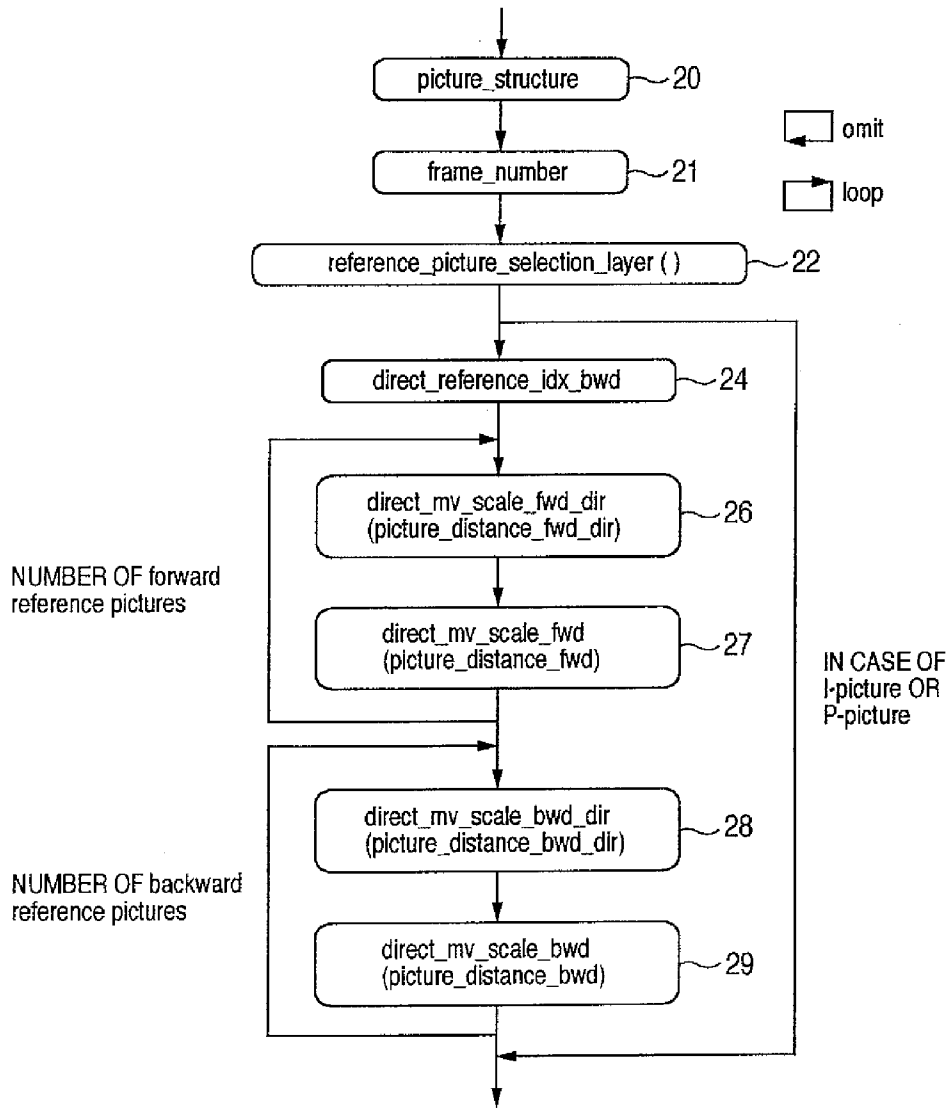 picture_structure
20
omit
frame_number
21
loop
reference_picture_selection_layer ( )
22
direct_reference_idx_bwd
24
direct_mv_scale_fwd_dir
(picture_distance_fwd_dir)
26
NUMBER OF forward
reference pictures
direct_mv_scale_fwd
(picture_distance_fwd)
27
IN CASE OF
I-picture OR
P-picture
direct_mv_scale_bwd_dir
(picture_distance_bwd_dir)
28
NUMBER OF backward
reference pictures
direct_mv_scale_bwd
(picture_distance_bwd)
29